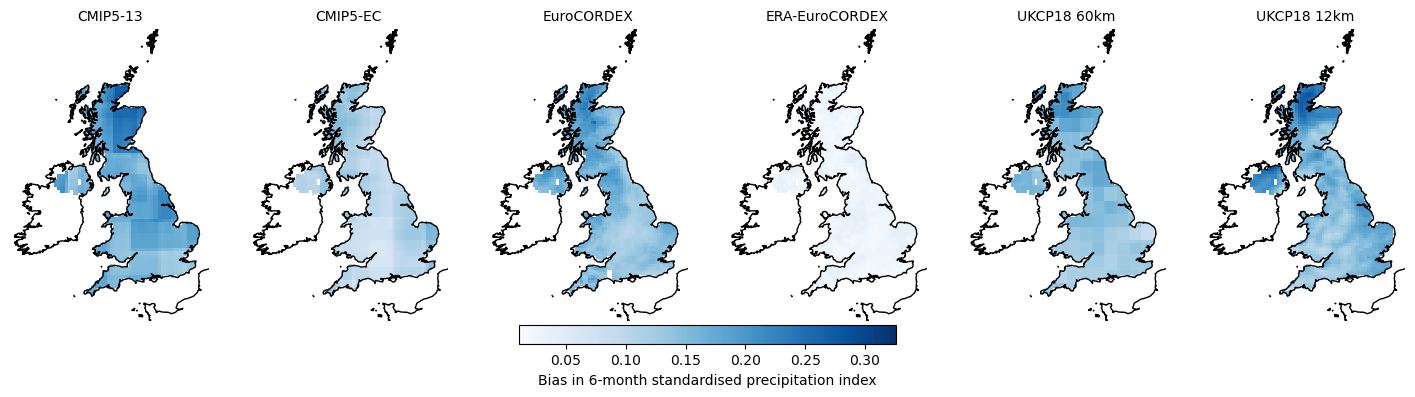 CMIP5-13
CMIP5-EC
EuroCORDEX
ERA-EuroCORDEX
UKCP18 60km
UKCP18 12km
0.05
0.10
0.15
0.20
0.25
0.30
Bias in 6-month standardised precipitation index